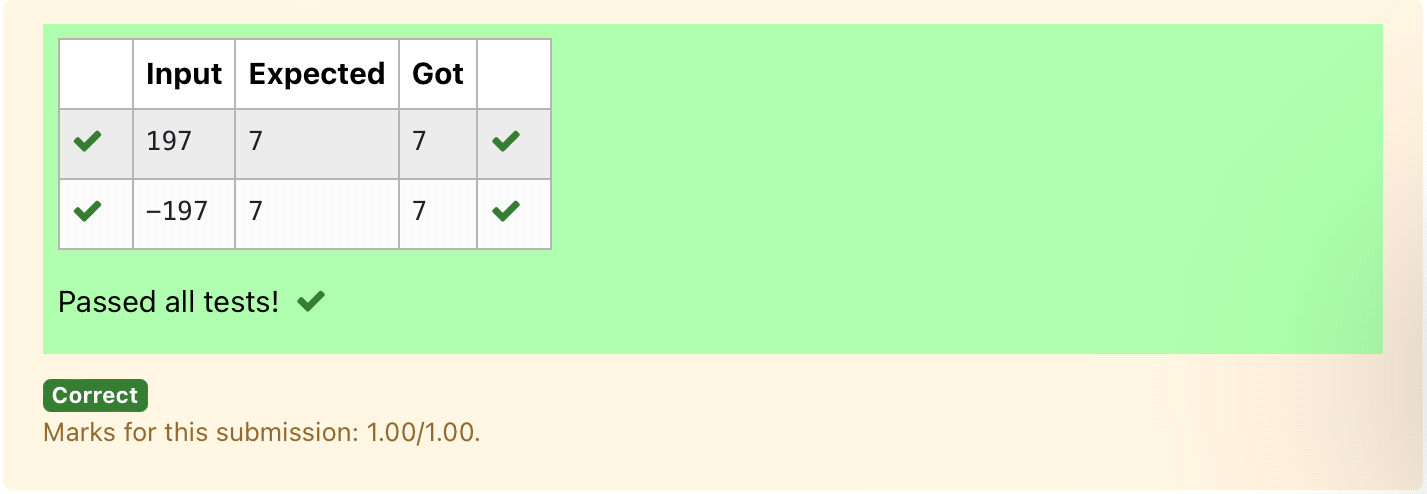 Input Expected Got
197 7 7
−197 7 7
Passed all tests!
Correct
Marks for this submission: 1.00/1.00.